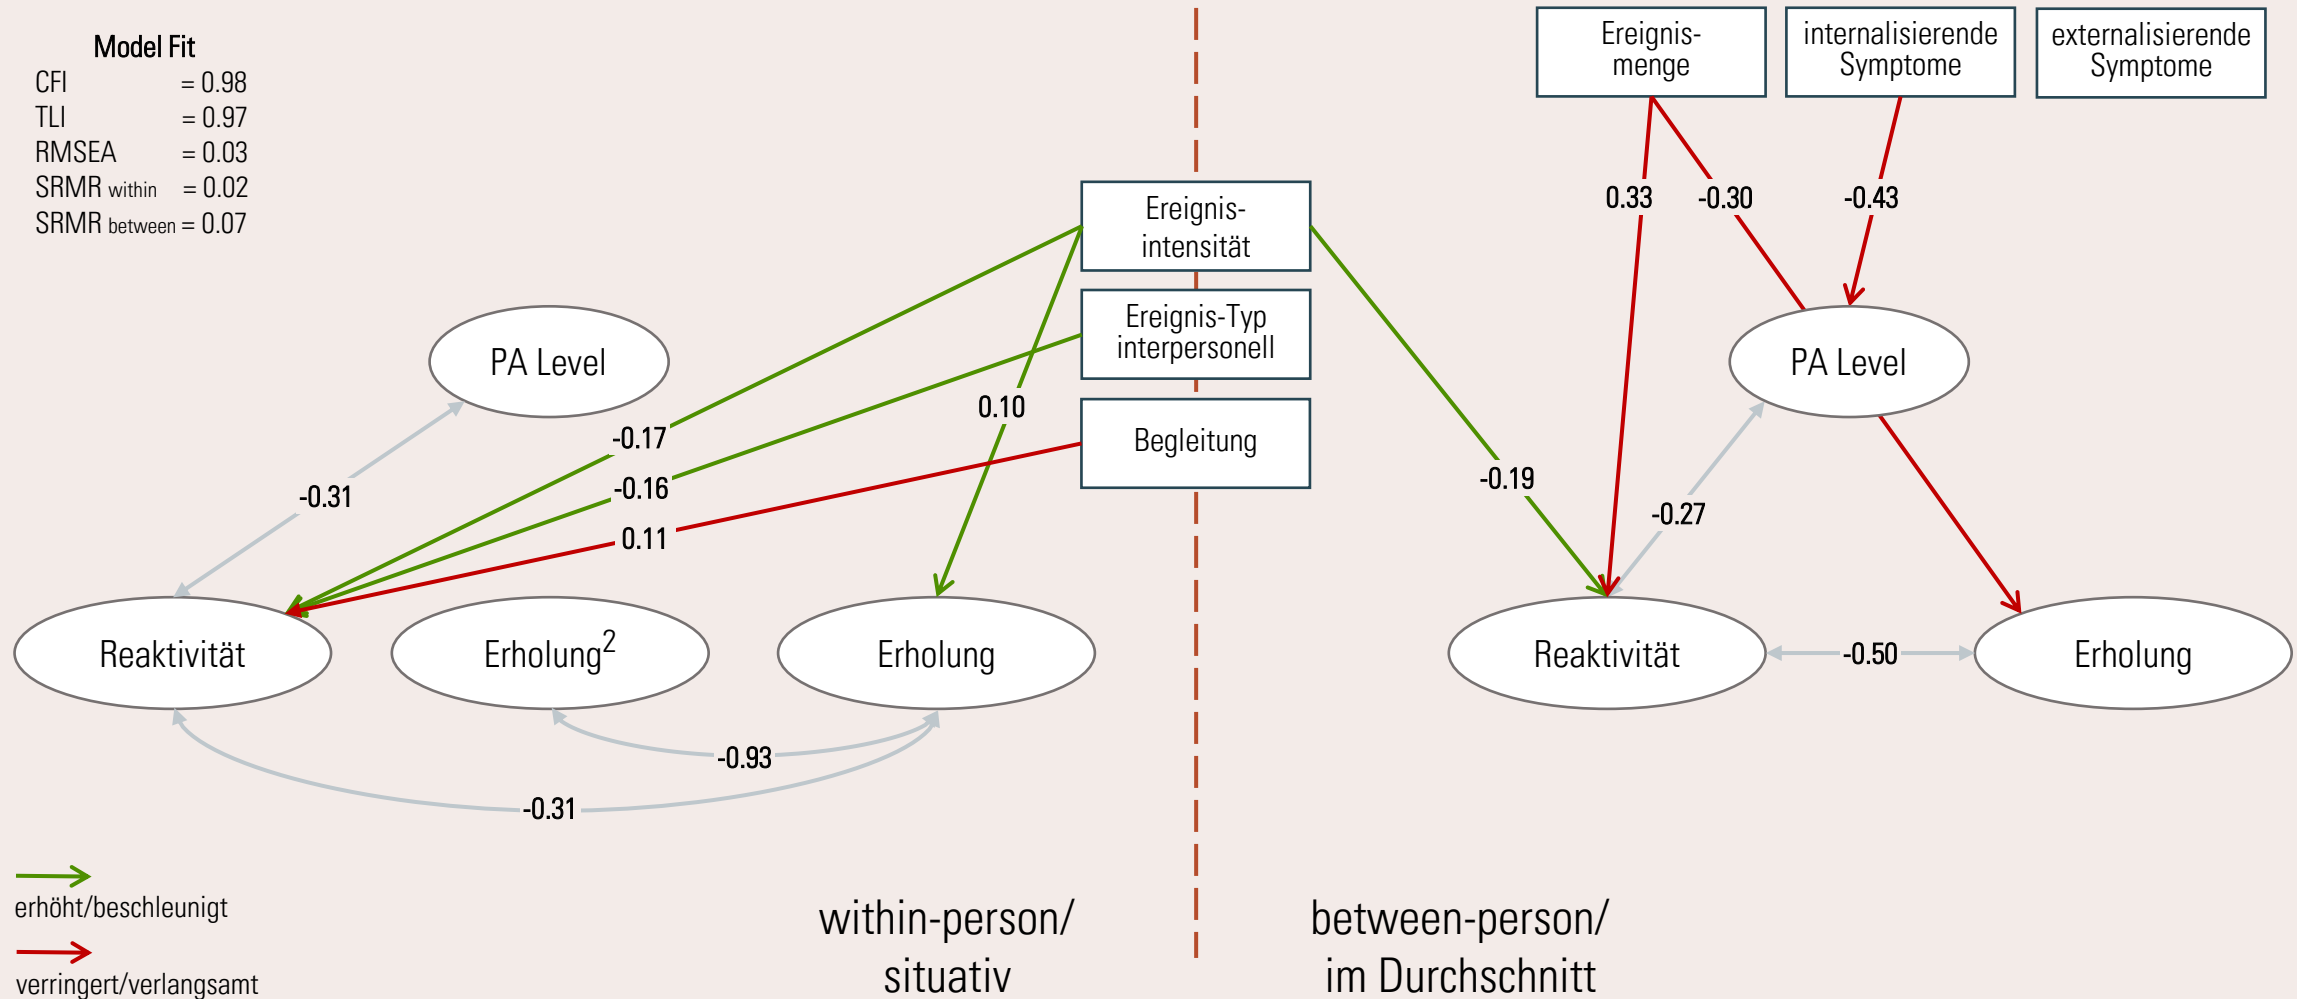 Model Fit
CFI = 0.98
TLI = 0.97
RMSEA = 0.03
SRMR within = 0.02
SRMR between = 0.07
Ereignis-
menge
internalisierende
Symptome
externalisierende
Symptome
Ereignis-
intensität
Ereignis-Typ
interpersonell
Begleitung
0.33
-0.30
-0.43
PA Level
PA Level
0.10
-0.17
-0.16
0.11
-0.31
-0.19
-0.27
Reaktivität
Erholung2
Erholung
Reaktivität
-0.50
Erholung
-0.93
-0.31
erhöht/beschleunigt
verringert/verlangsamt
within-person/
situativ
between-person/
im Durchschnitt